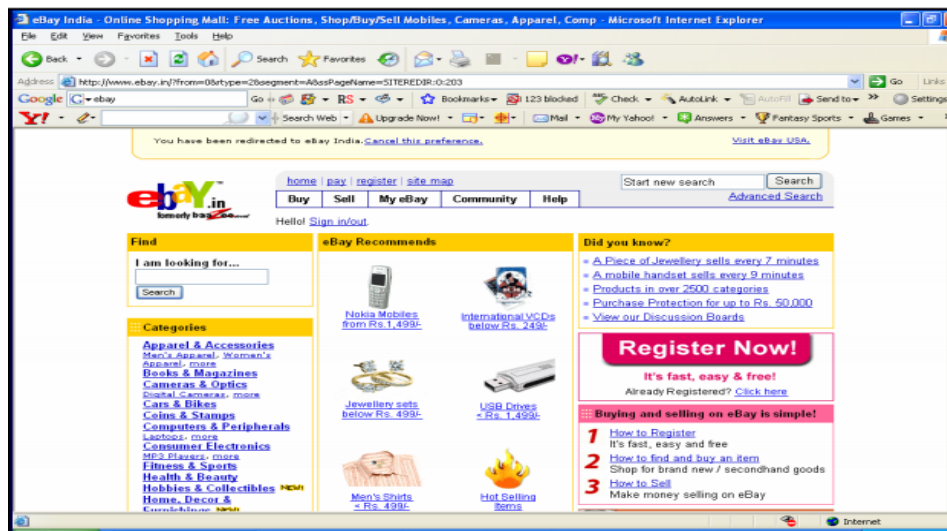 eBay India - Online Shopping Mall: Free Auctions, Shop/Buy/Sell Mobiles, Cameras, Apparel, Comp - Microsoft Internet Explorer
File Edit View Favorites Tools Help
Back Search Favorites
Address http://www.ebay.in/?from=0&rtype=2&segment=A&ssPageName=SITEREDIR:O:203 Go Links
Google ebay Go RS Bookmarks 123 blocked Check AutoLink AutoFill Send to Settings
Y! Search Web Upgrade Now! Mail My Yahoo! Answers Fantasy Sports Games
You have been redirected to eBay India. Cancel this preference. Visit eBay USA.
home | pay | register | site map
Start new search Search
ebay.in
Buy Sell My eBay Community Help
Advanced Search
formerly
Hello! Sign in/out.
Find
I am looking for...
Search
Categories
Apparel & Accessories
Men's Apparel, Women's
Apparel, more
Books & Magazines
Cameras & Optics
Digital Cameras, more
Cars & Bikes
Coins & Stamps
Computers & Peripherals
Laptops, more
Consumer Electronics
MP3 Players, more
Fitness & Sports
Health & Beauty
Hobbies & Collectibles NEW!
Home, Decor &
Furnishings NEW!
eBay Recommends
Nokia Mobiles
from Rs.1,499/-
International VCDs
below Rs. 249/-
Jewellery sets
below Rs. 499/-
USB Drives
< Rs. 1,499/-
Men's Shirts
< Rs. 499/-
Hot Selling
Items
Did you know?
A Piece of Jewellery sells every 7 minutes
A mobile handset sells every 9 minutes
Products in over 2500 categories
Purchase Protection for up to Rs. 50,000
View our Discussion Boards
Register Now!
It's fast, easy & free!
Already Registered? Click here
Buying and selling on eBay is simple!
1 How to Register
It's fast, easy and free
2 How to find and buy an item
Shop for brand new / secondhand goods
3 How to Sell
Make money selling on eBay
Internet